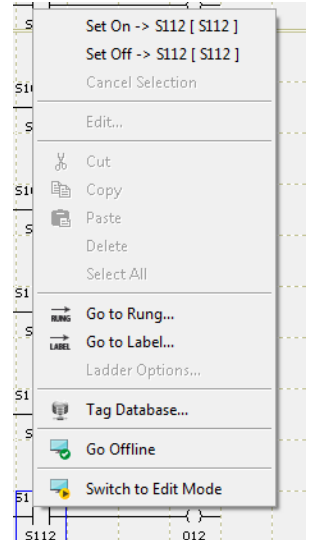 Set On -> S112 [ S112 ]
Set Off -> S112 [ S112 ]
Cancel Selection
Edit...
Cut
Copy
Paste
Delete
Select All
RUNG Go to Rung...
LABEL Go to Label...
Ladder Options...
Tag Database...
Go Offline
Switch to Edit Mode
S112 O12